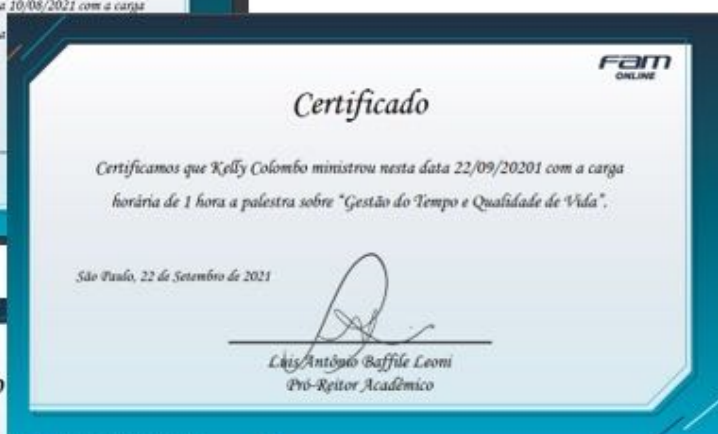 a 10/08/2021 com a carga
a
FAM
ONLINE
Certificado
Certificamos que Kelly Colombo ministrou nesta data 22/09/20201 com a carga
horária de 1 hora a palestra sobre “Gestão do Tempo e Qualidade de Vida”.
São Paulo, 22 de Setembro de 2021
Luis Antônio Baffile Leoni
Pró-Reitor Acadêmico